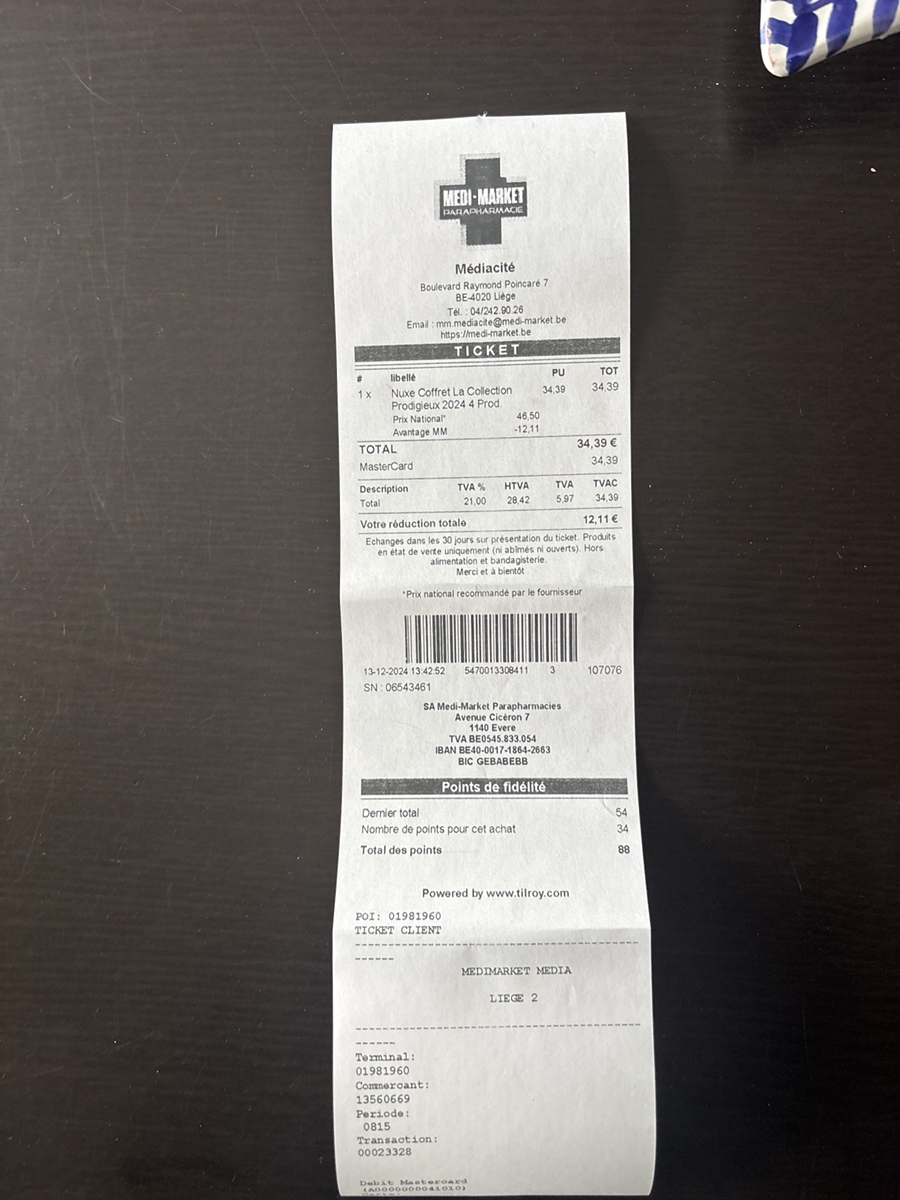 MEDI-MARKET
PARAPHARMACIE
Médiacité
Boulevard Raymond Poincaré 7
BE-4020 Liège
Tél. : 04/242.90.26
Email : mm.mediacite@medi-market.be
https://medi-market.be
TICKET
# libellé PU TOT
1 x Nuxe Coffret La Collection 34,39 34,39
Prodigieux 2024 4 Prod.
Prix National* 46,50
Avantage MM -12,11
TOTAL 34,39 €
MasterCard 34,39
Description TVA % HTVA TVA TVAC
Total 21,00 28,42 5,97 34,39
Votre réduction totale 12,11 €
Echanges dans les 30 jours sur présentation du ticket. Produits
en état de vente uniquement (ni abîmés ni ouverts). Hors
alimentation et bandagisterie.
Merci et à bientôt
*Prix national recommandé par le fournisseur
13-12-2024 13:42:52 5470013308411 3 107076
SN : 06543461
SA Medi-Market Parapharmacies
Avenue Cicéron 7
1140 Evere
TVA BE0545.833.054
IBAN BE40-0017-1864-2663
BIC GEBABEBB
Points de fidélité
Dernier total 54
Nombre de points pour cet achat 34
Total des points 88
Powered by www.tilroy.com
POI: 01981960
TICKET CLIENT
--------------------------------------------
------
MEDIMARKET MEDIA
LIEGE 2
--------------------------------------------
------
Terminal:
01981960
Commercant:
13560669
Periode:
0815
Transaction:
00023328
Debit Mastercard
(A0000000041010)